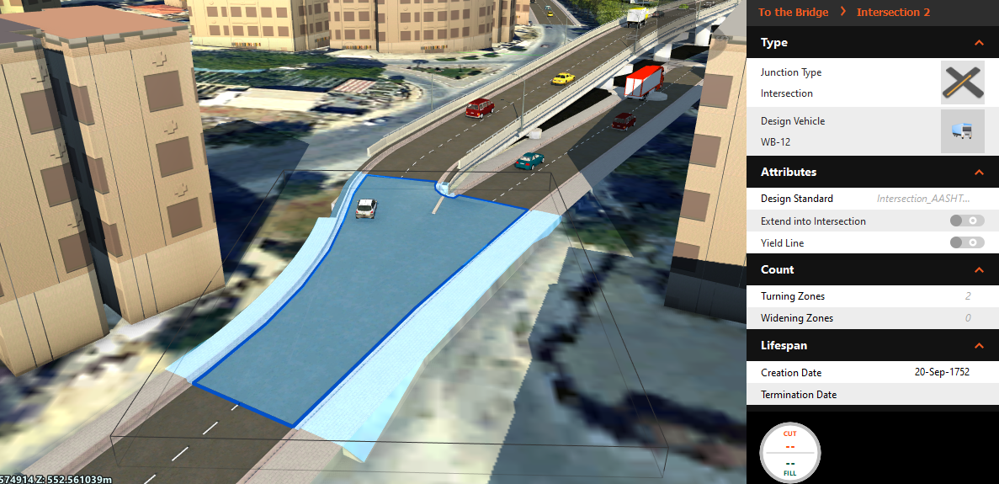 To the Bridge > Intersection 2
Type
Junction Type
Intersection
Design Vehicle
WB-12
Attributes
Design Standard Intersection_AASHT...
Extend into Intersection
Yield Line
Count
Turning Zones 2
Widening Zones 0
Lifespan
Creation Date 20-Sep-1752
Termination Date
CUT
--
--
FILL
574914 Z: 552.561039m